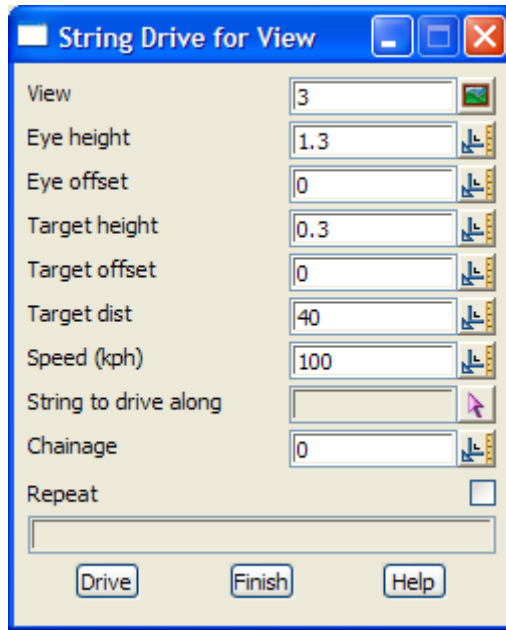 String Drive for View
View 3
Eye height 1.3
Eye offset 0
Target height 0.3
Target offset 0
Target dist 40
Speed (kph) 100
String to drive along
Chainage 0
Repeat
Drive Finish Help